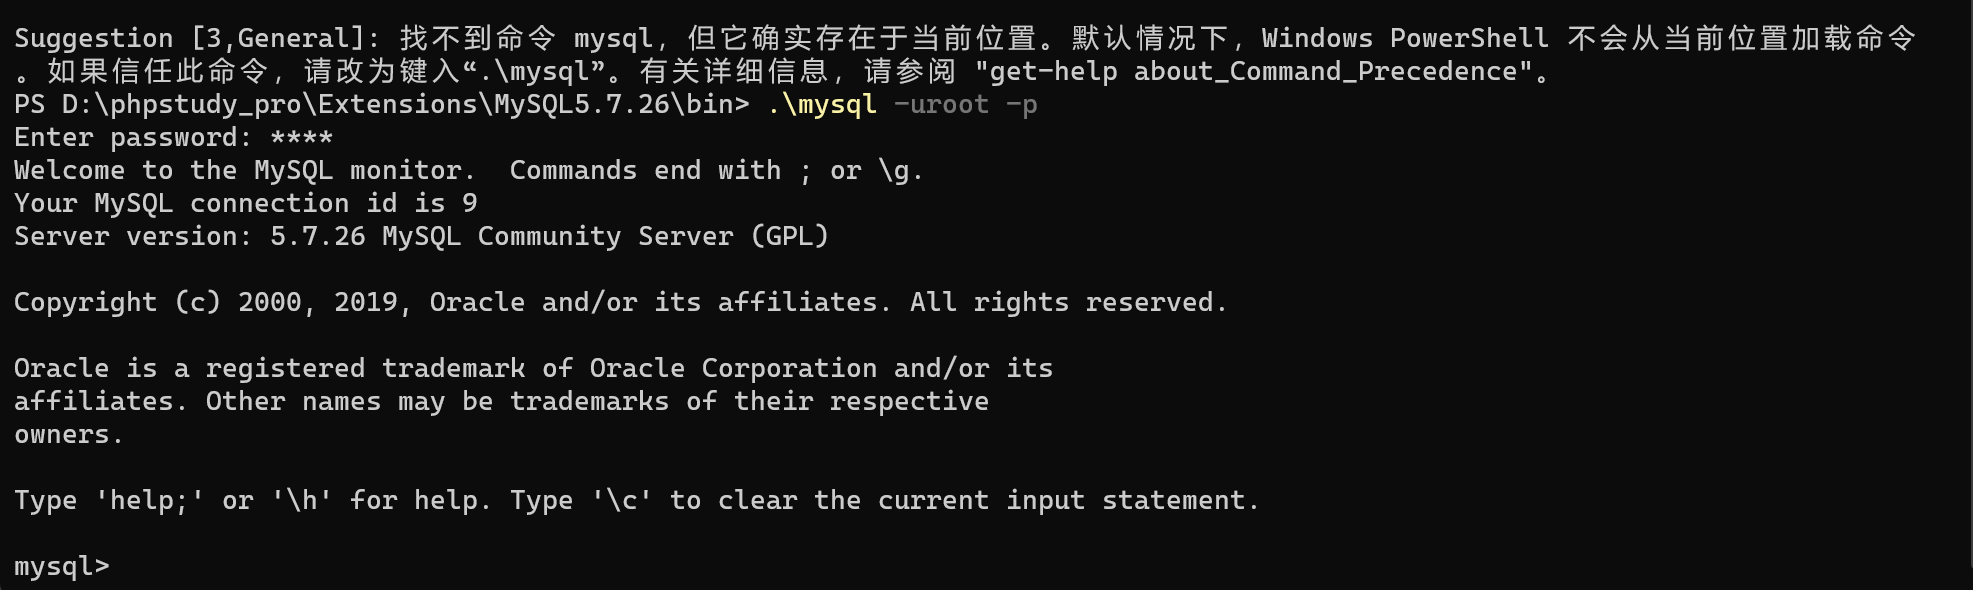 Suggestion [3,General]: 找不到命令 mysql，但它确实存在于当前位置。默认情况下，Windows PowerShell 不会从当前位置加载命令
。如果信任此命令，请改为键入“.\mysql”。有关详细信息，请参阅 "get-help about_Command_Precedence"。
PS D:\phpstudy_pro\Extensions\MySQL5.7.26\bin> .\mysql -uroot -p
Enter password: ****
Welcome to the MySQL monitor.  Commands end with ; or \g.
Your MySQL connection id is 9
Server version: 5.7.26 MySQL Community Server (GPL)
Copyright (c) 2000, 2019, Oracle and/or its affiliates. All rights reserved.
Oracle is a registered trademark of Oracle Corporation and/or its
affiliates. Other names may be trademarks of their respective
owners.
Type 'help;' or '\h' for help. Type '\c' to clear the current input statement.
mysql>